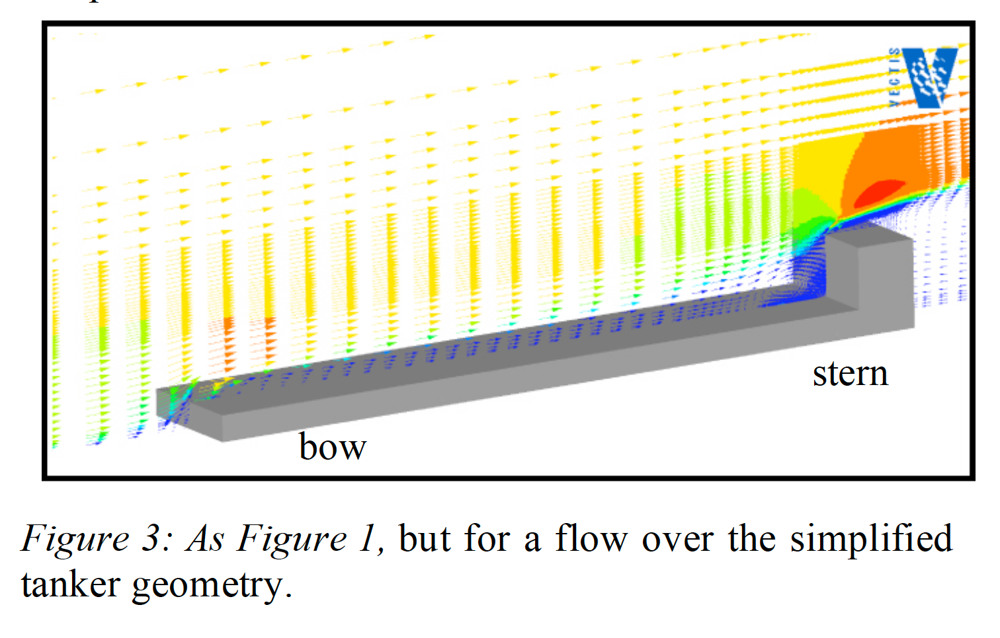 VECTIS
stern
bow
Figure 3: As Figure 1, but for a flow over the simplified
tanker geometry.